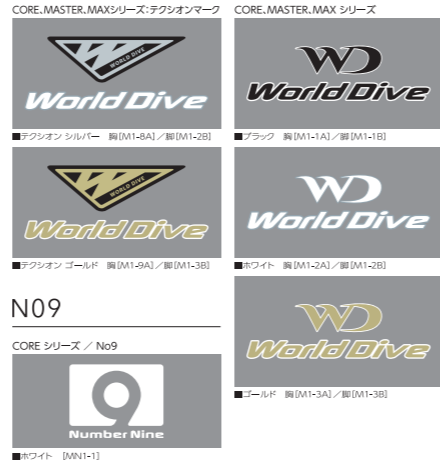 CORE、MASTER、MAXシリーズ:テクシオンマーク
WORLD DIVE
World Dive
■テクシオン シルバー 胸[M1-8A]/脚[M1-2B]
WORLD DIVE
World Dive
■テクシオン ゴールド 胸[M1-9A]/脚[M1-3B]
N09
CORE シリーズ / No9
9
Number Nine
■ホワイト [MN1-1]
CORE、MASTER、MAX シリーズ
WD
World Dive
■ブラック 胸[M1-1A]/脚[M1-1B]
WD
World Dive
■ホワイト 胸[M1-2A]/脚[M1-2B]
WD
World Dive
■ゴールド 胸[M1-3A]/脚[M1-3B]